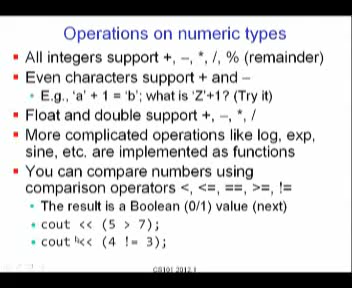 Operations on numeric types
All integers support +, –, *, /, % (remainder)
Even characters support + and –
E.g., 'a' + 1 = 'b'; what is 'Z'+1? (Try it)
Float and double support +, –, *, /
More complicated operations like log, exp,
sine, etc. are implemented as functions
You can compare numbers using
comparison operators <, <=, ==, >=, !=
The result is a Boolean (0/1) value (next)
cout << (5 > 7);
cout << (4 != 3);
CS101 2012.1